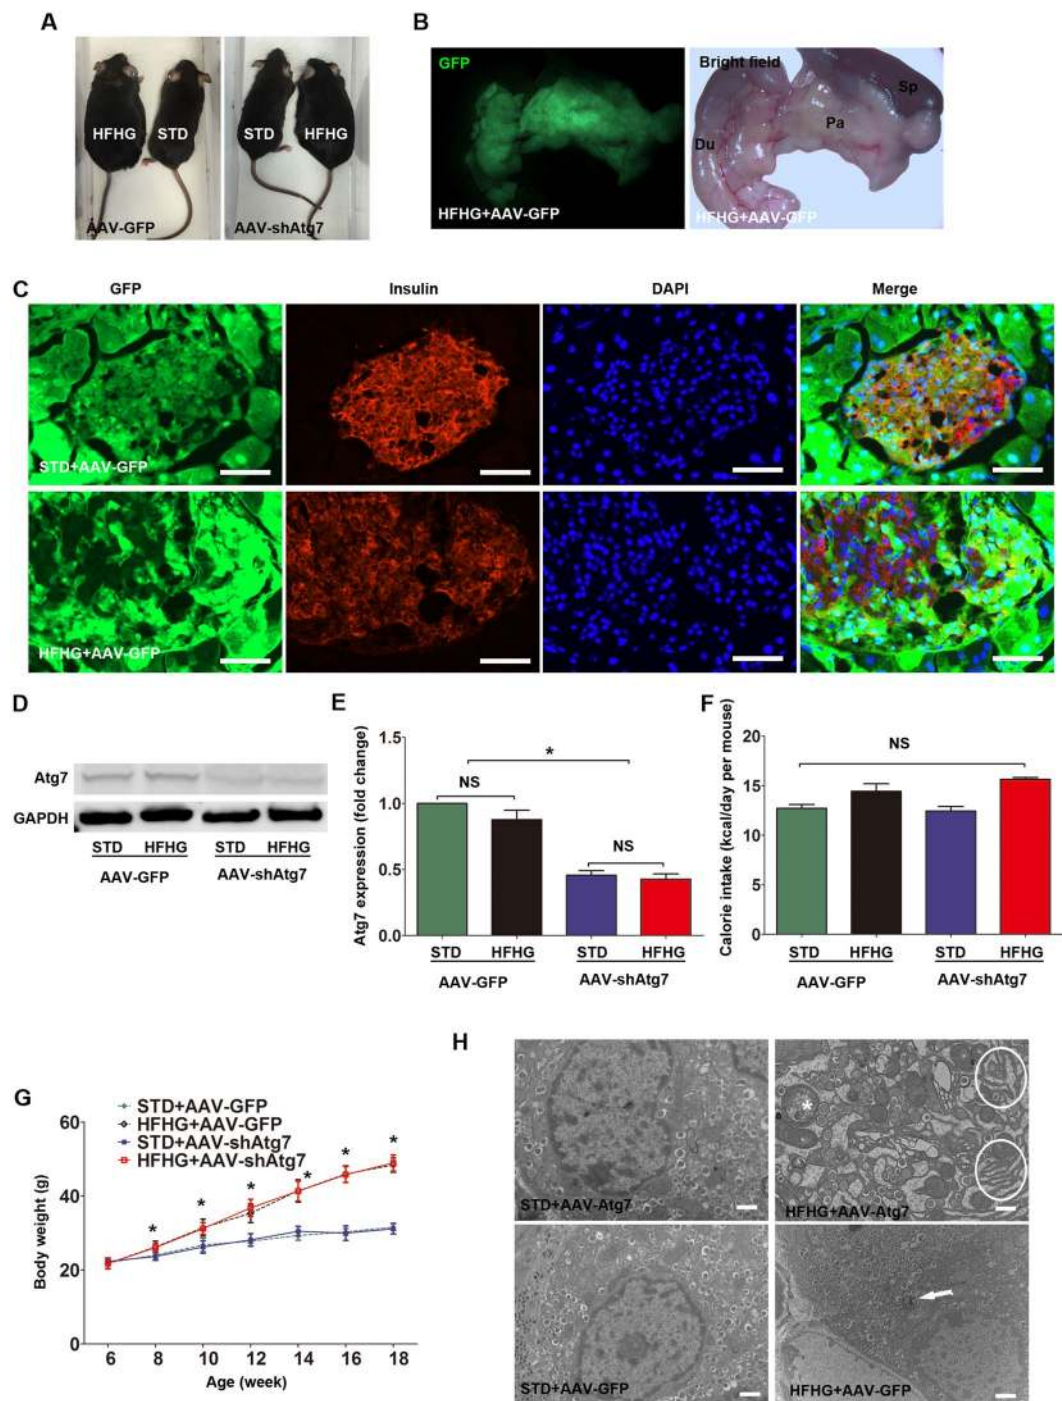 A
HFHG STD
AAV-GFP
STD HFHG
AAV-shAtg7
B
GFP
HFHG+AAV-GFP
Bright field
Sp
Pa
Du
HFHG+AAV-GFP
C
GFP Insulin DAPI Merge
STD+AAV-GFP
HFHG+AAV-GFP
D
Atg7
GAPDH
STD HFHG STD HFHG
AAV-GFP AAV-shAtg7
E
Atg7 expression (fold change)
1.5
1.0
0.5
0.0
*
NS
NS
STD HFHG STD HFHG
AAV-GFP AAV-shAtg7
F
Calorie intake (kcal/day per mouse)
20
15
10
5
0
NS
STD HFHG STD HFHG
AAV-GFP AAV-shAtg7
G
STD+AAV-GFP
HFHG+AAV-GFP
STD+AAV-shAtg7
HFHG+AAV-shAtg7
Body weight (g)
60
40
20
0
* * * * * *
6 8 10 12 14 16 18
Age (week)
H
STD+AAV-Atg7
*
HFHG+AAV-Atg7
STD+AAV-GFP
HFHG+AAV-GFP